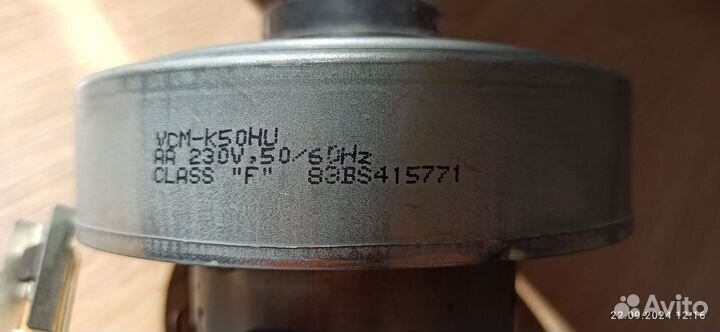 VCM-K50HU
AA 230V,50/60Hz
CLASS "F" 83BS415771
Avito
22.09.2024 12:16